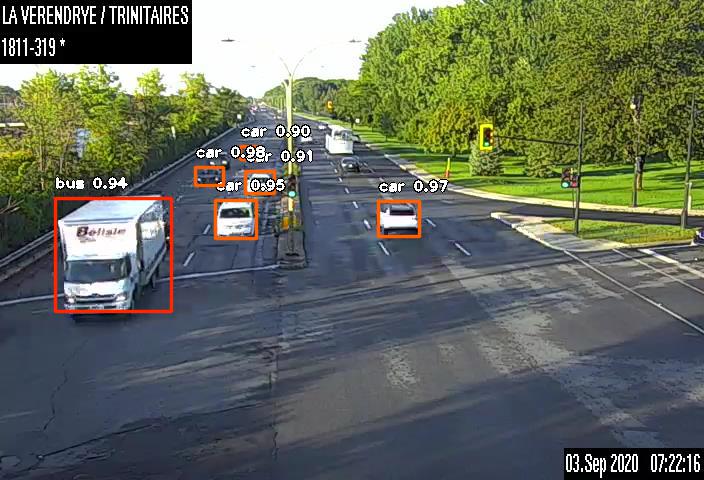 LA VERENDRYE / TRINITAIRES
1811-319 *
car 0.90
car 0.98
car 0.91
bus 0.94
car 0.95
car 0.97
Bélisle
03.Sep 2020 07:22:16